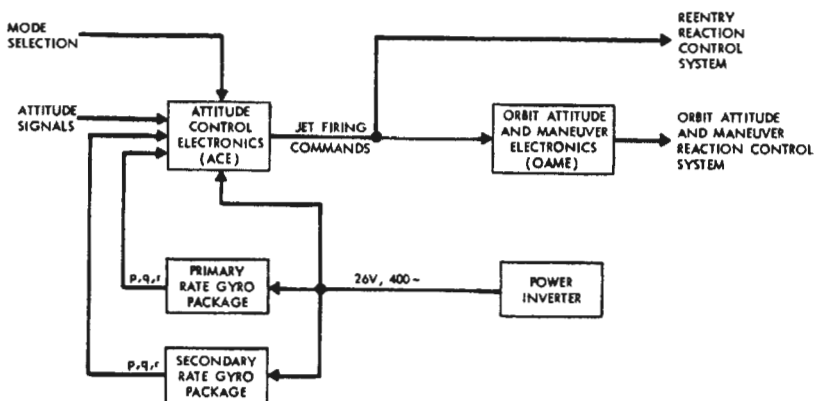 MODE
SELECTION
REENTRY
REACTION
CONTROL
SYSTEM
ATTITUDE
SIGNALS
ATTITUDE
CONTROL
ELECTRONICS
(ACE)
JET FIRING
COMMANDS
ORBIT ATTITUDE
AND MANEUVER
ELECTRONICS
(OAME)
ORBIT ATTITUDE
AND MANEUVER
REACTION CONTROL
SYSTEM
p,q,r
PRIMARY
RATE GYRO
PACKAGE
26V, 400~
POWER
INVERTER
p,q,r
SECONDARY
RATE GYRO
PACKAGE